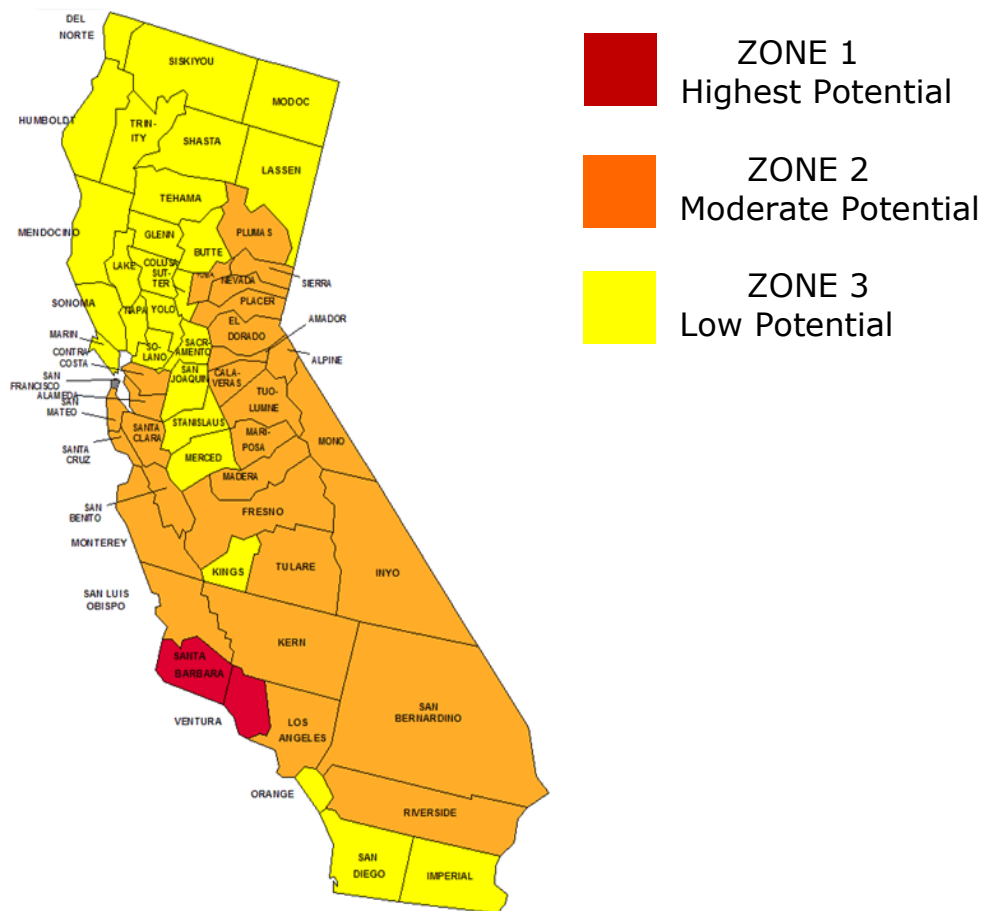 DEL
NORTE
SISKIYOU
MODOC
HUMBOLDT
TRIN-
ITY
SHASTA
LASSEN
TEHAMA
PLUMAS
MENDOCINO
GLENN
BUTTE
LAKE
COLUSA
SUT-
TER
YUBA
NEVADA
SIERRA
SONOMA
NAPA
YOLO
PLACER
EL
DORADO
AMADOR
MARIN
SO-
LANO
SACR-
AMENTO
ALPINE
CONTRA
COSTA
SAN
JOAQUIN
CALA-
VERAS
SAN
FRANCISCO
TUO-
LUMNE
ALAMEDA
SAN
MATEO
SANTA
CLARA
STANISLAUS
MARI-
POSA
MONO
SANTA
CRUZ
MERCED
MADERA
SAN
BENITO
FRESNO
MONTEREY
KINGS
TULARE
INYO
SAN LUIS
OBISPO
KERN
SANTA
BARBARA
SAN
BERNARDINO
VENTURA
LOS
ANGELES
ORANGE
RIVERSIDE
SAN
DIEGO
IMPERIAL
ZONE 1
Highest Potential
ZONE 2
Moderate Potential
ZONE 3
Low Potential